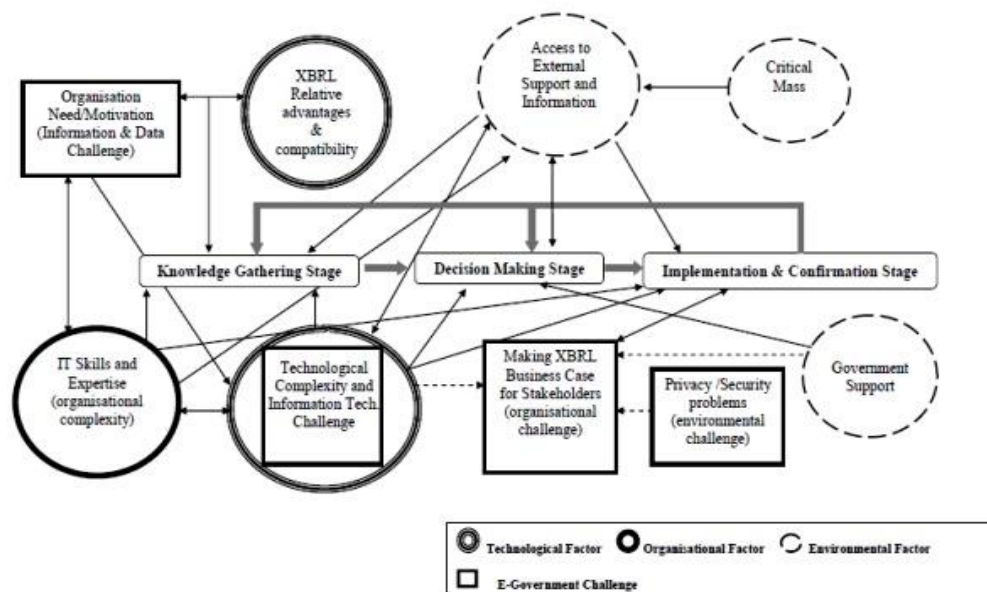 Organisation
Need/Motivation
(Information & Data
Challenge)
XBRL
Relative
advantages
&
compatibility
Access to
External
Support and
Information
Critical
Mass
Knowledge Gathering Stage
Decision Making Stage
Implementation & Confirmation Stage
IT Skills and
Expertise
(organisational
complexity)
Technological
Complexity and
Information Tech.
Challenge
Making XBRL
Business Case
for Stakeholders
(organisational
challenge)
Privacy /Security
problems
(environmental
challenge)
Government
Support
Technological Factor
Organisational Factor
Environmental Factor
E-Government Challenge